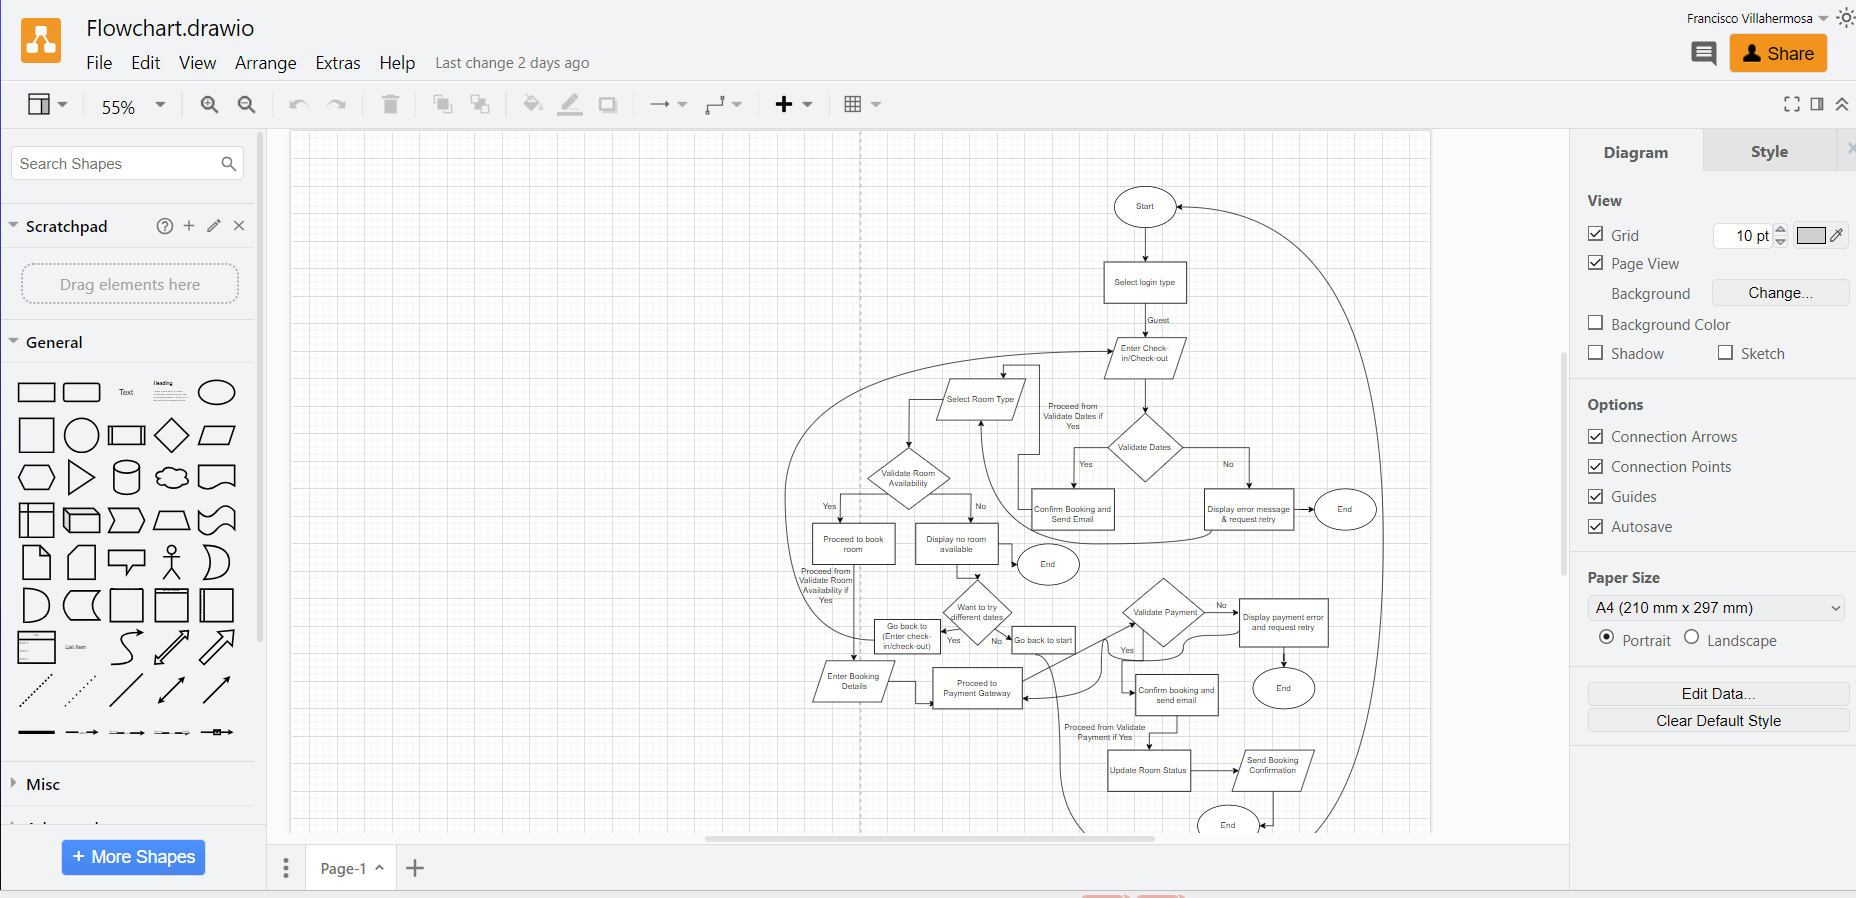 Flowchart.drawio
Francisco Villahermosa
File Edit View Arrange Extras Help Last change 2 days ago
Share
55%
Search Shapes
Scratchpad
Drag elements here
General
Text
Heading
List Item
Misc
+ More Shapes
Start
Select login type
Guest
Enter Check-
in/Check-out
Select Room Type
Proceed from
Validate Dates if
Yes
Validate Dates
Yes
No
Validate Room
Availability
Yes
No
Confirm Booking and
Send Email
Display error message
& request retry
End
Proceed to book
room
Display no room
available
End
Proceed from
Validate Room
Availability if
Yes
Want to try
different dates
Go back to
(Enter check-
in/check-out)
Yes
No
Go back to start
Validate Payment
No
Display payment error
and request retry
Yes
Enter Booking
Details
Proceed to
Payment Gateway
Confirm booking and
send email
End
Proceed from Validate
Payment if Yes
Update Room Status
Send Booking
Confirmation
End
Page-1
Diagram
Style
View
Grid
10 pt
Page View
Background
Change...
Background Color
Shadow
Sketch
Options
Connection Arrows
Connection Points
Guides
Autosave
Paper Size
A4 (210 mm x 297 mm)
Portrait
Landscape
Edit Data...
Clear Default Style